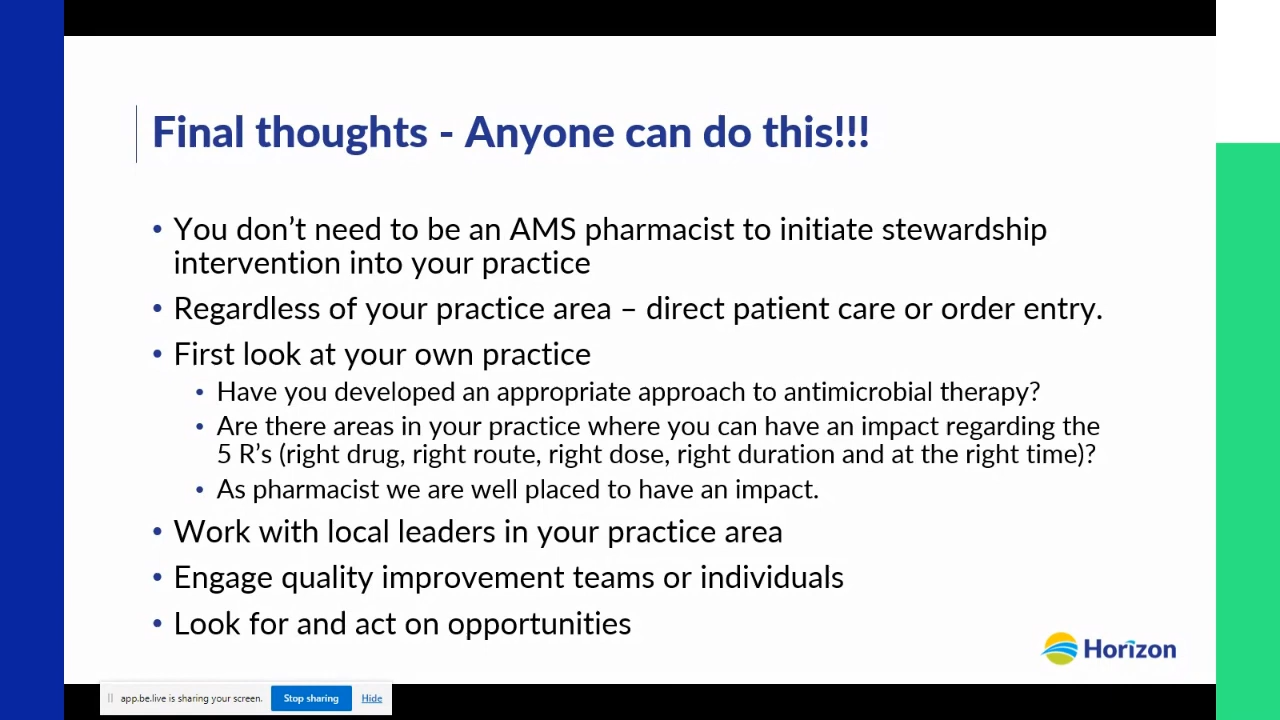 Final thoughts - Anyone can do this!!!
• You don’t need to be an AMS pharmacist to initiate stewardship
intervention into your practice
• Regardless of your practice area – direct patient care or order entry.
• First look at your own practice
• Have you developed an appropriate approach to antimicrobial therapy?
• Are there areas in your practice where you can have an impact regarding the
5 R’s (right drug, right route, right dose, right duration and at the right time)?
• As pharmacist we are well placed to have an impact.
• Work with local leaders in your practice area
• Engage quality improvement teams or individuals
• Look for and act on opportunities
Horizon
app.be.live is sharing your screen. Stop sharing Hide